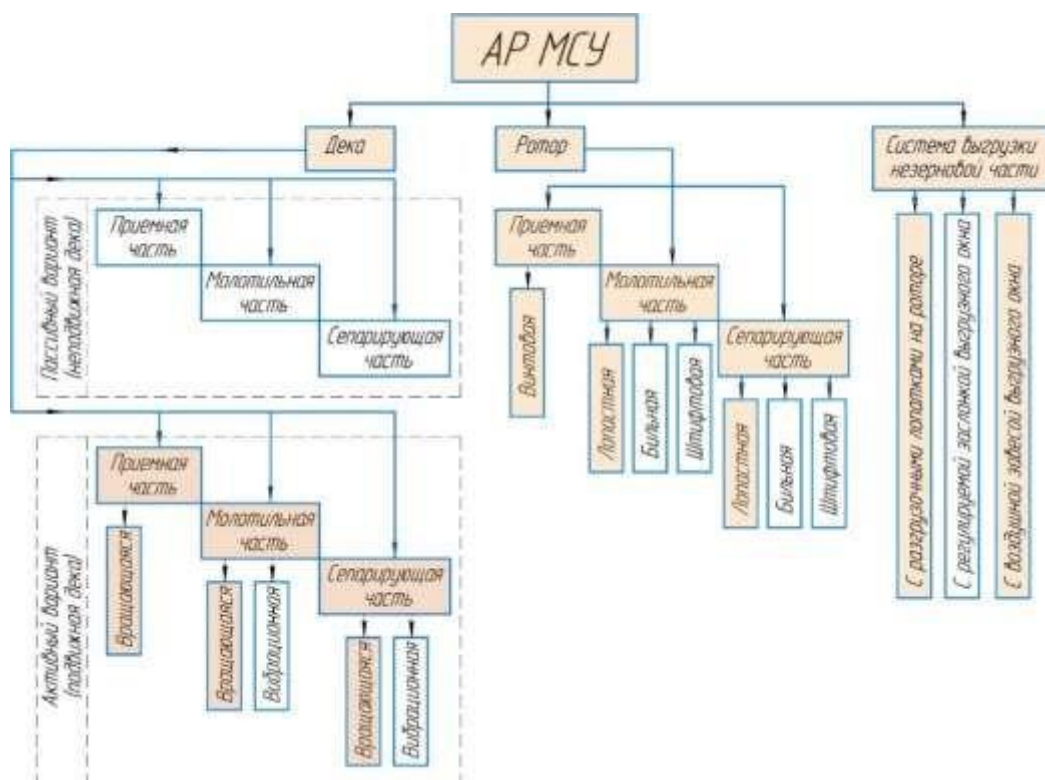 АР МСУ
Дека
Ротор
Система выгрузки
незерновой части
Пассивный вариант
(неподвижная дека)
Приемная
часть
Молотильная
часть
Сепарирующая
часть
Приемная
часть
Молотильная
часть
Сепарирующая
часть
Винтовая
Лопастная
Бильная
Штифтовая
Лопастная
Бильная
Штифтовая
С разгрузочными лопатками на роторе
С регулируемой заслонкой выгрузного окна
С воздушной завесой выгрузного окна
Активный вариант
(подвижная дека)
Приемная
часть
Молотильная
часть
Сепарирующая
часть
Вращающаяся
Вращающаяся
Вибрационная
Вращающаяся
Вибрационная